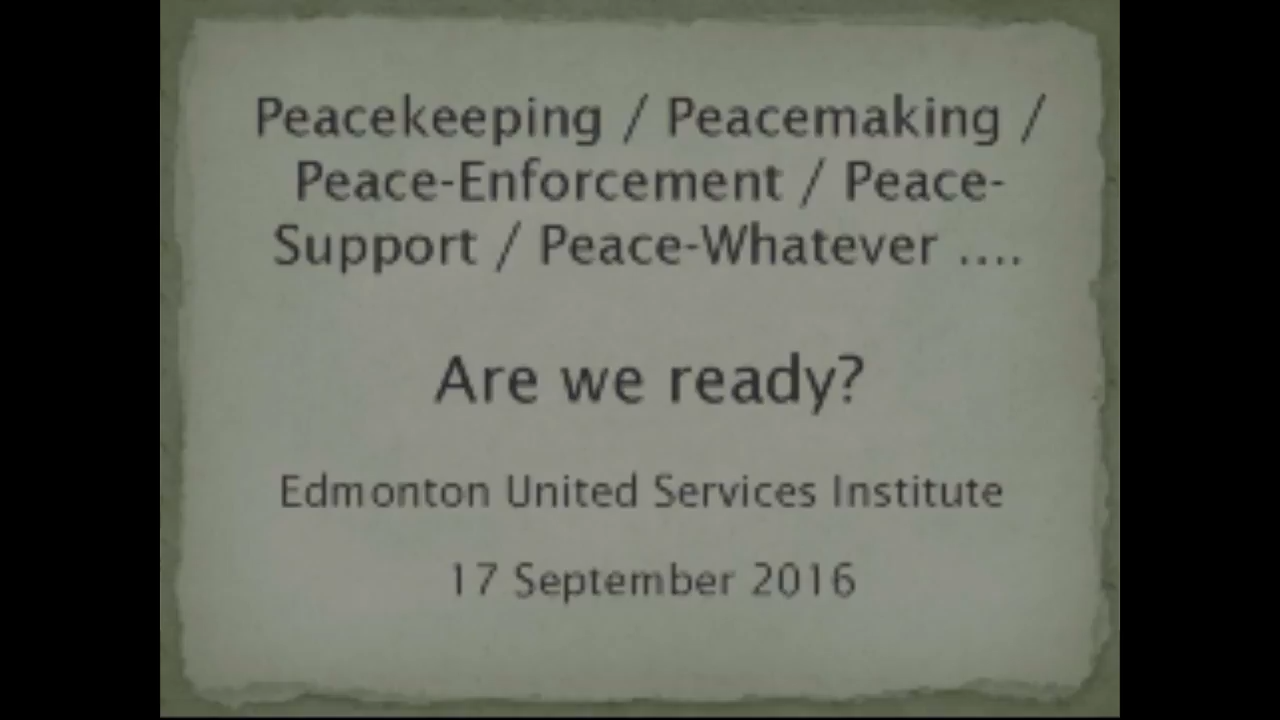 Peacekeeping / Peacemaking /
Peace-Enforcement / Peace-
Support / Peace-Whatever ....
Are we ready?
Edmonton United Services Institute
17 September 2016